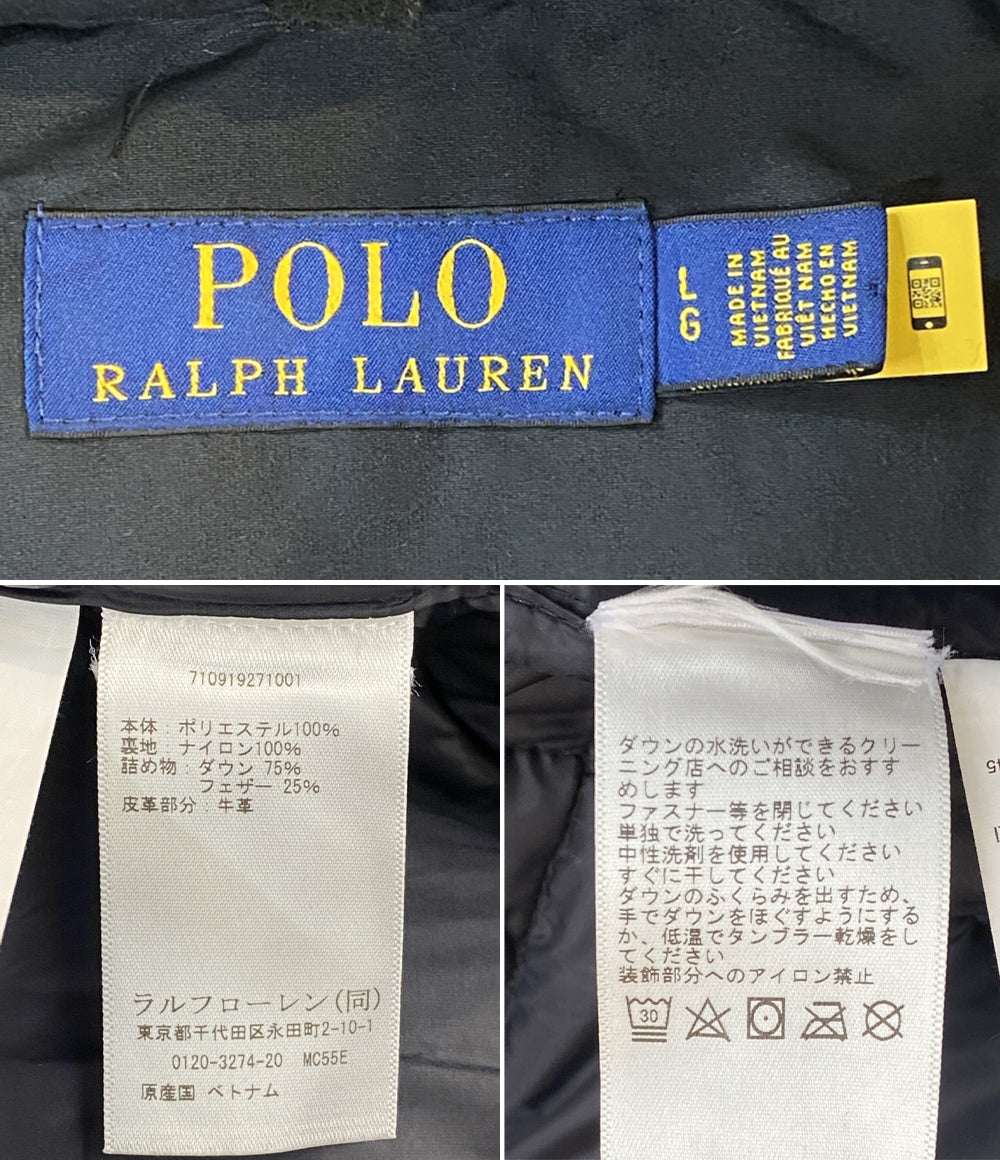 POLO
RALPH LAUREN
L
G
MADE IN
VIETNAM
FABRIQUÉ AU
VIÊT NAM
HECHO EN
VIETNAM
710919271001
本体：ポリエステル100%
裏地：ナイロン100%
詰め物：ダウン 75%
フェザー 25%
皮革部分：牛革
ラルフローレン(同)
東京都千代田区永田町2-10-1
0120-3274-20 MC55E
原産国 ベトナム
ダウンの水洗いができるクリー
ニング店へのご相談をおすす
めします
ファスナー等を閉じてください
単独で洗ってください
中性洗剤を使用してください
すぐに干してください
ダウンのふくらみを出すため、
手でダウンをほぐすようにする
か、低温でタンブラー乾燥をし
てください
装飾部分へのアイロン禁止
30